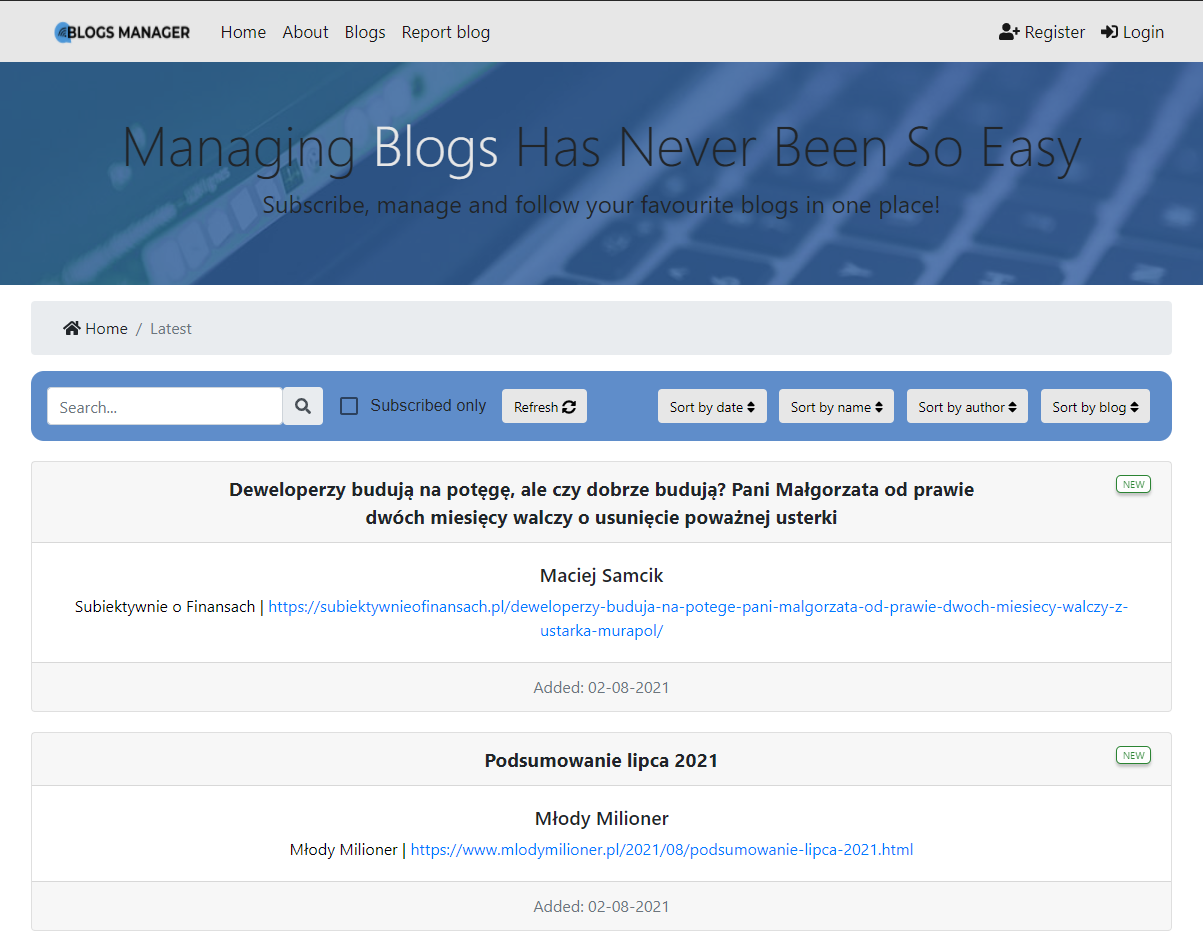 BLOGS MANAGER Home About Blogs Report blog Register Login
Managing Blogs Has Never Been So Easy
Subscribe, manage and follow your favourite blogs in one place!
Home / Latest
Search... Subscribed only Refresh Sort by date Sort by name Sort by author Sort by blog
Deweloperzy budują na potęgę, ale czy dobrze budują? Pani Małgorzata od prawie NEW
dwóch miesięcy walczy o usunięcie poważnej usterki
Maciej Samcik
Subiektywnie o Finansach | https://subiektywnieofinansach.pl/deweloperzy-buduja-na-potege-pani-malgorzata-od-prawie-dwoch-miesiecy-walczy-z-
ustarka-murapol/
Added: 02-08-2021
Podsumowanie lipca 2021 NEW
Młody Milioner
Młody Milioner | https://www.mlodymilioner.pl/2021/08/podsumowanie-lipca-2021.html
Added: 02-08-2021